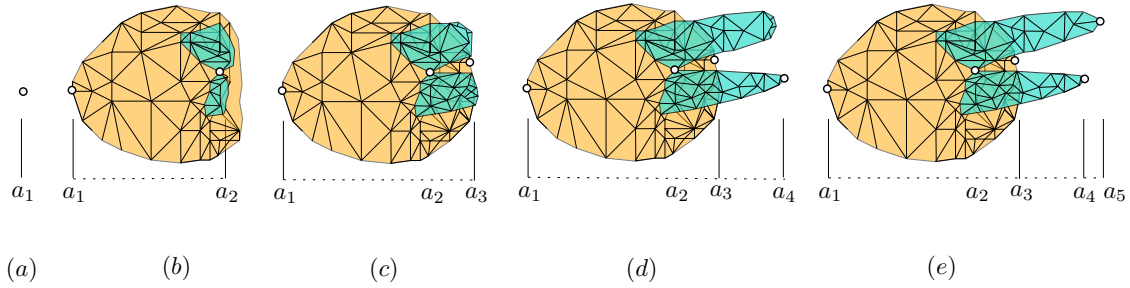 a₁ a₁ a₂ a₁ a₂ a₃ a₁ a₂ a₃ a₄ a₁ a₂ a₃ a₄ a₅
(a) (b) (c) (d) (e)